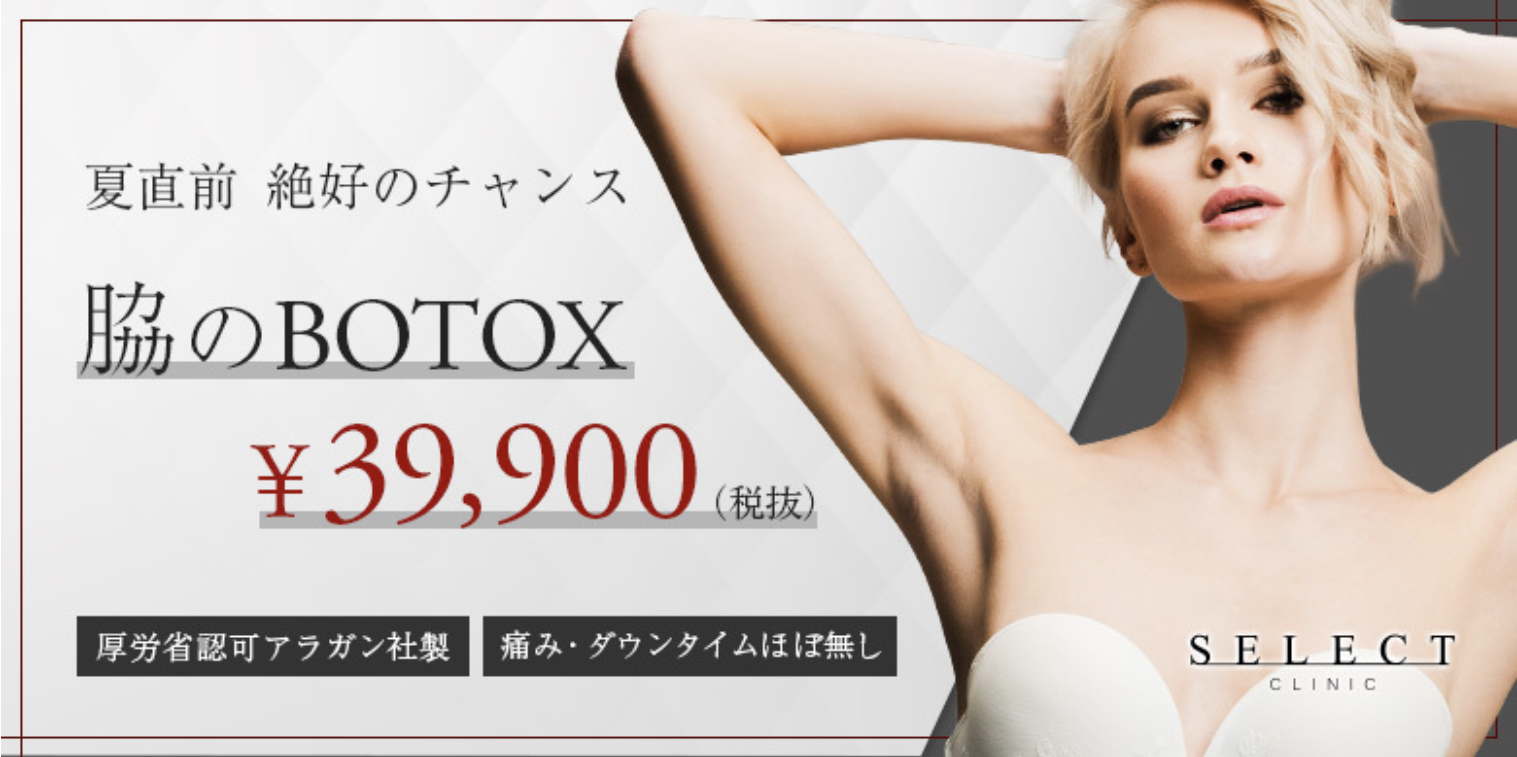 夏直前 絶好のチャンス
脇のBOTOX
¥39,900(税抜)
厚労省認可アラガン社製
痛み・ダウンタイムほぼ無し
SELECT
CLINIC